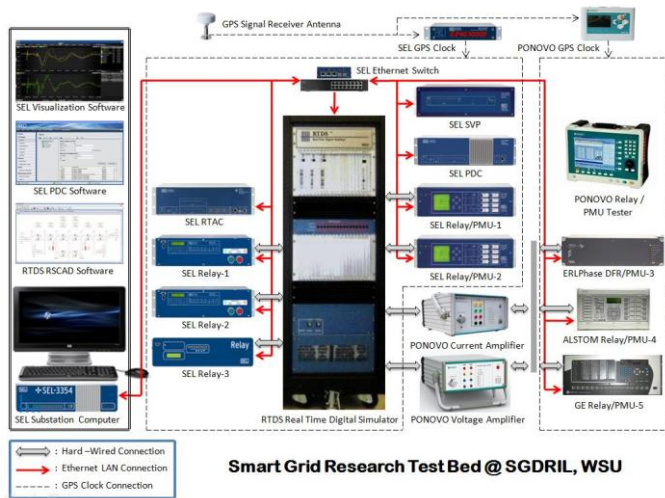 GPS Signal Receiver Antenna
SEL GPS Clock
PONOVO GPS Clock
SEL Ethernet Switch
SEL Visualization Software
SEL PDC Software
RTDS RSCAD Software
SEL-3354
SEL Substation Computer
SEL RTAC
SEL Relay-1
SEL Relay-2
Relay
SEL Relay-3
RTDS
RTDS Real Time Digital Simulator
SEL SVP
SEL PDC
SEL Relay/PMU-1
SEL Relay/PMU-2
PONOVO Current Amplifier
PONOVO Voltage Amplifier
PONOVO Relay /
PMU Tester
ERLPhase DFR/PMU-3
ALSTOM Relay/PMU-4
GE Relay/PMU-5
: Hard –Wired Connection
: Ethernet LAN Connection
: GPS Clock Connection
Smart Grid Research Test Bed @ SGDRIL, WSU